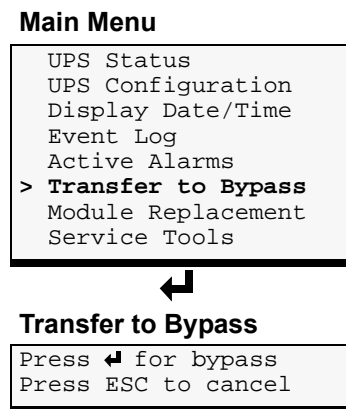 Main Menu
UPS Status
UPS Configuration
Display Date/Time
Event Log
Active Alarms
> Transfer to Bypass
Module Replacement
Service Tools
↵
Transfer to Bypass
Press ↵ for bypass
Press ESC to cancel